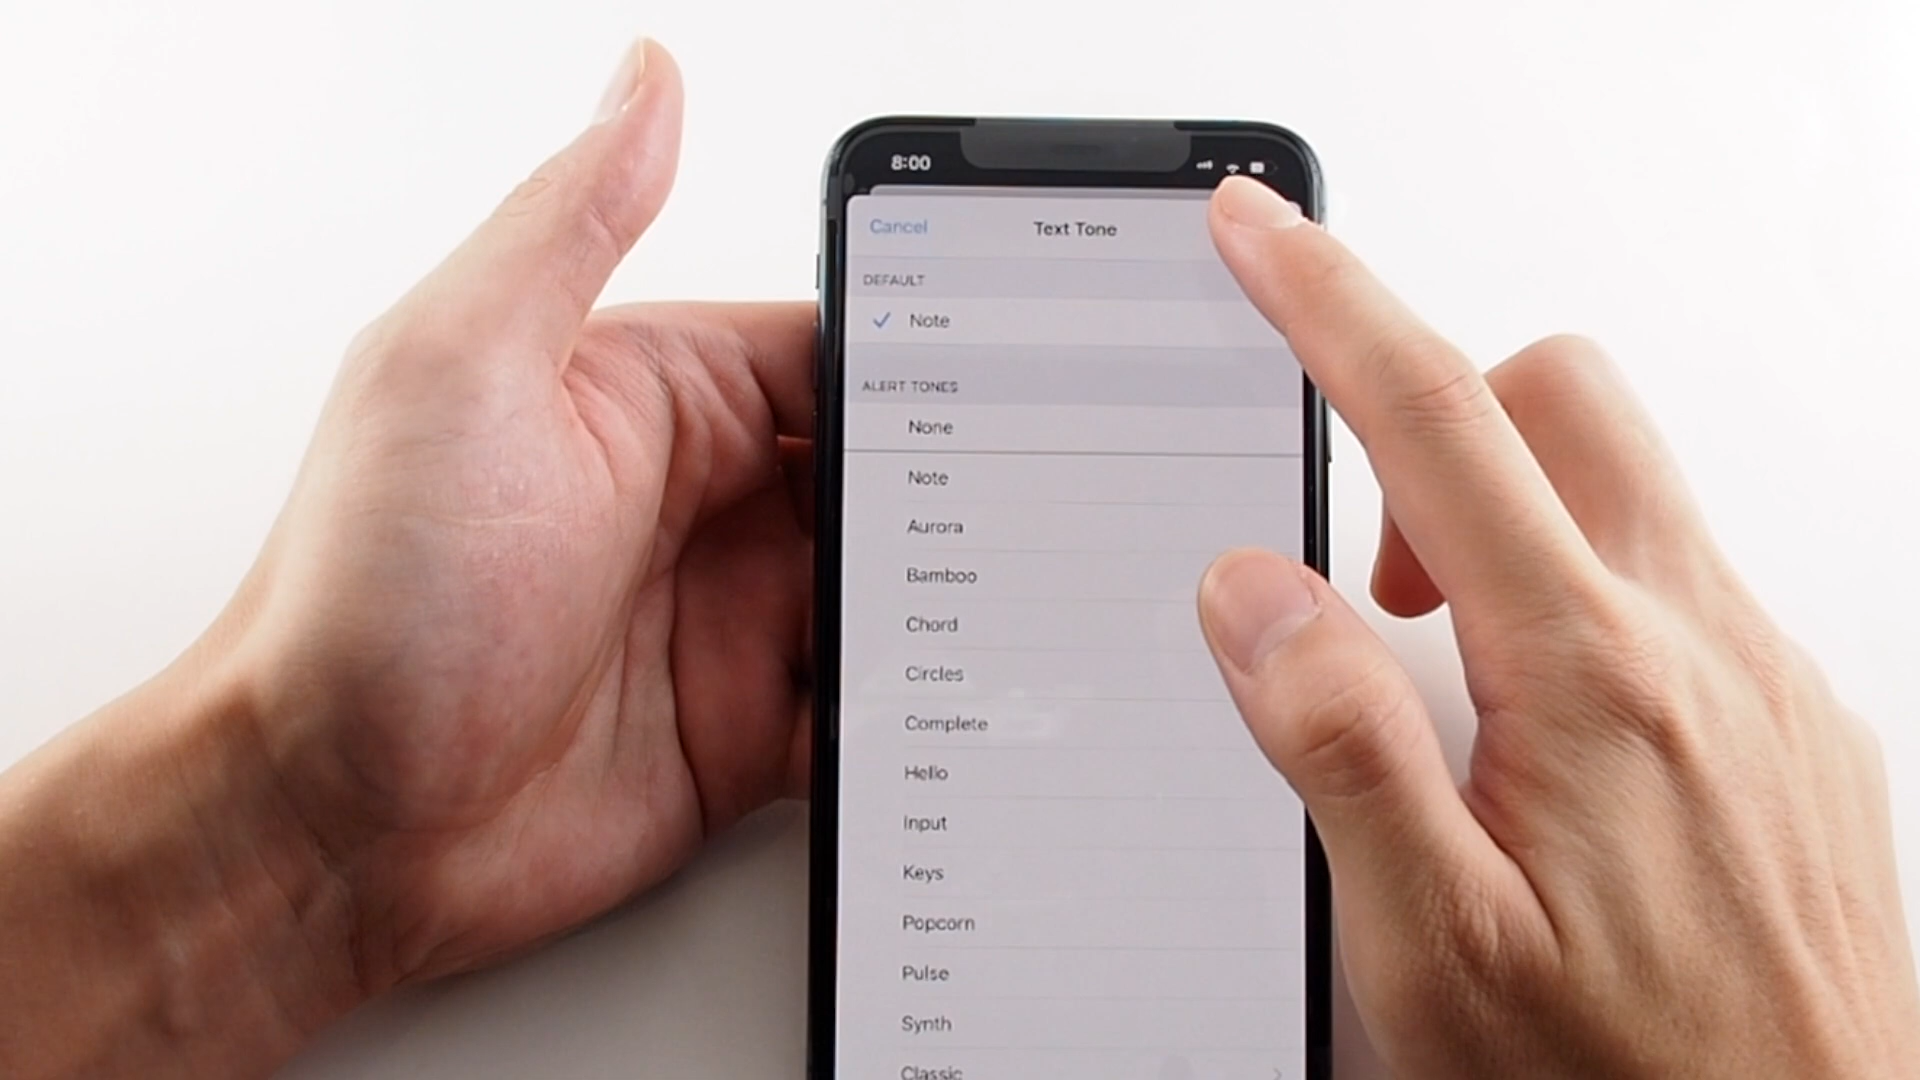 8:00
Cancel
Text Tone
DEFAULT
Note
ALERT TONES
None
Note
Aurora
Bamboo
Chord
Circles
Complete
Hello
Input
Keys
Popcorn
Pulse
Synth
Classic